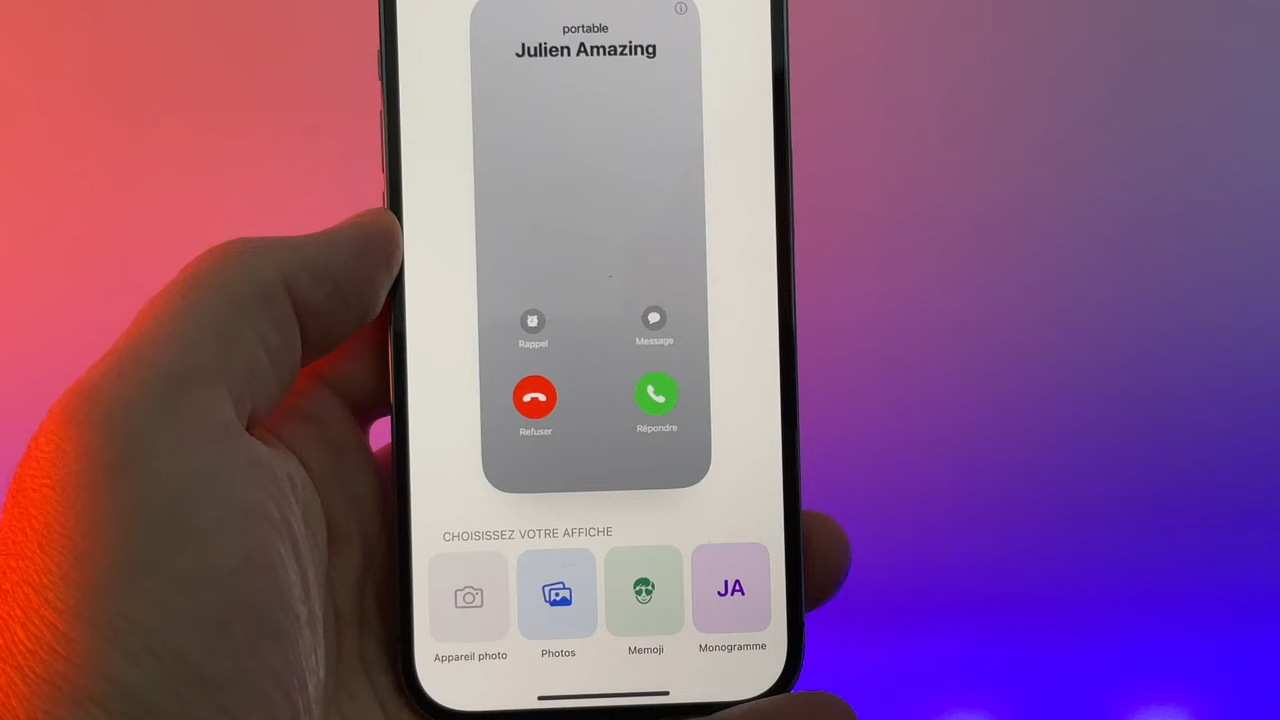 portable
Julien Amazing
Rappel
Message
Refuser
Répondre
CHOISISSEZ VOTRE AFFICHE
JA
Appareil photo
Photos
Memoji
Monogramme